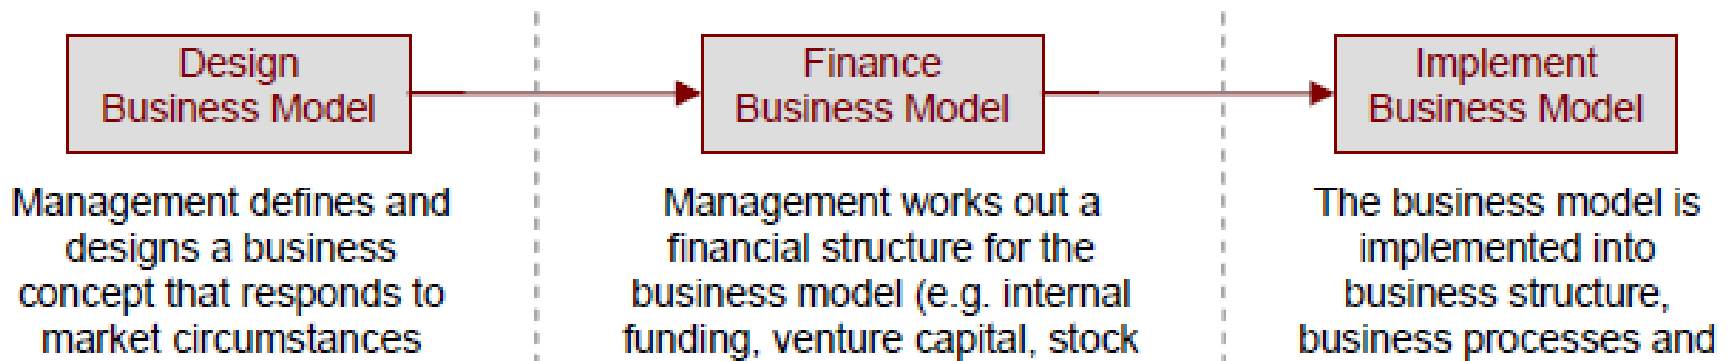 Design
Business Model
Finance
Business Model
Implement
Business Model
Management defines and
designs a business
concept that responds to
market circumstances
Management works out a
financial structure for the
business model (e.g. internal
funding, venture capital, stock
The business model is
implemented into
business structure,
business processes and